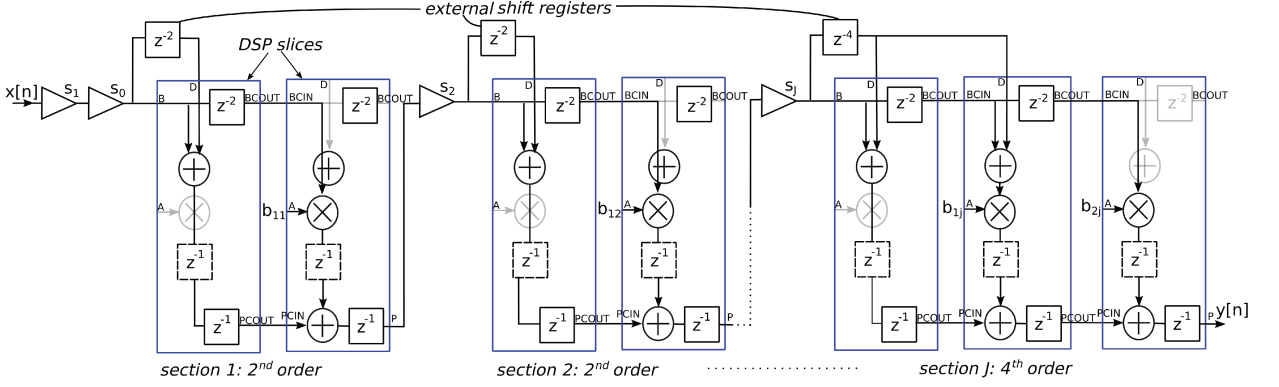 external shift registers
z⁻² z⁻² z⁻⁴
DSP slices
x[n] s₁ s₀ B D z⁻² BCOUT BCIN D z⁻² BCOUT s₂ B D z⁻² BCOUT BCIN D z⁻² BCOUT sⱼ B D z⁻² BCOUT BCIN D z⁻² BCOUT BCIN D z⁻² BCOUT
A b₁₁ A A b₁₂ A A b₁ⱼ A b₂ⱼ A
z⁻¹ z⁻¹ z⁻¹ z⁻¹ z⁻¹ z⁻¹ z⁻¹
z⁻¹ PCOUT PCIN z⁻¹ P z⁻¹ PCOUT PCIN z⁻¹ P z⁻¹ PCOUT PCIN z⁻¹ PCOUT PCIN z⁻¹ P y[n]
section 1: 2ⁿᵈ order section 2: 2ⁿᵈ order section J: 4ᵗʰ order